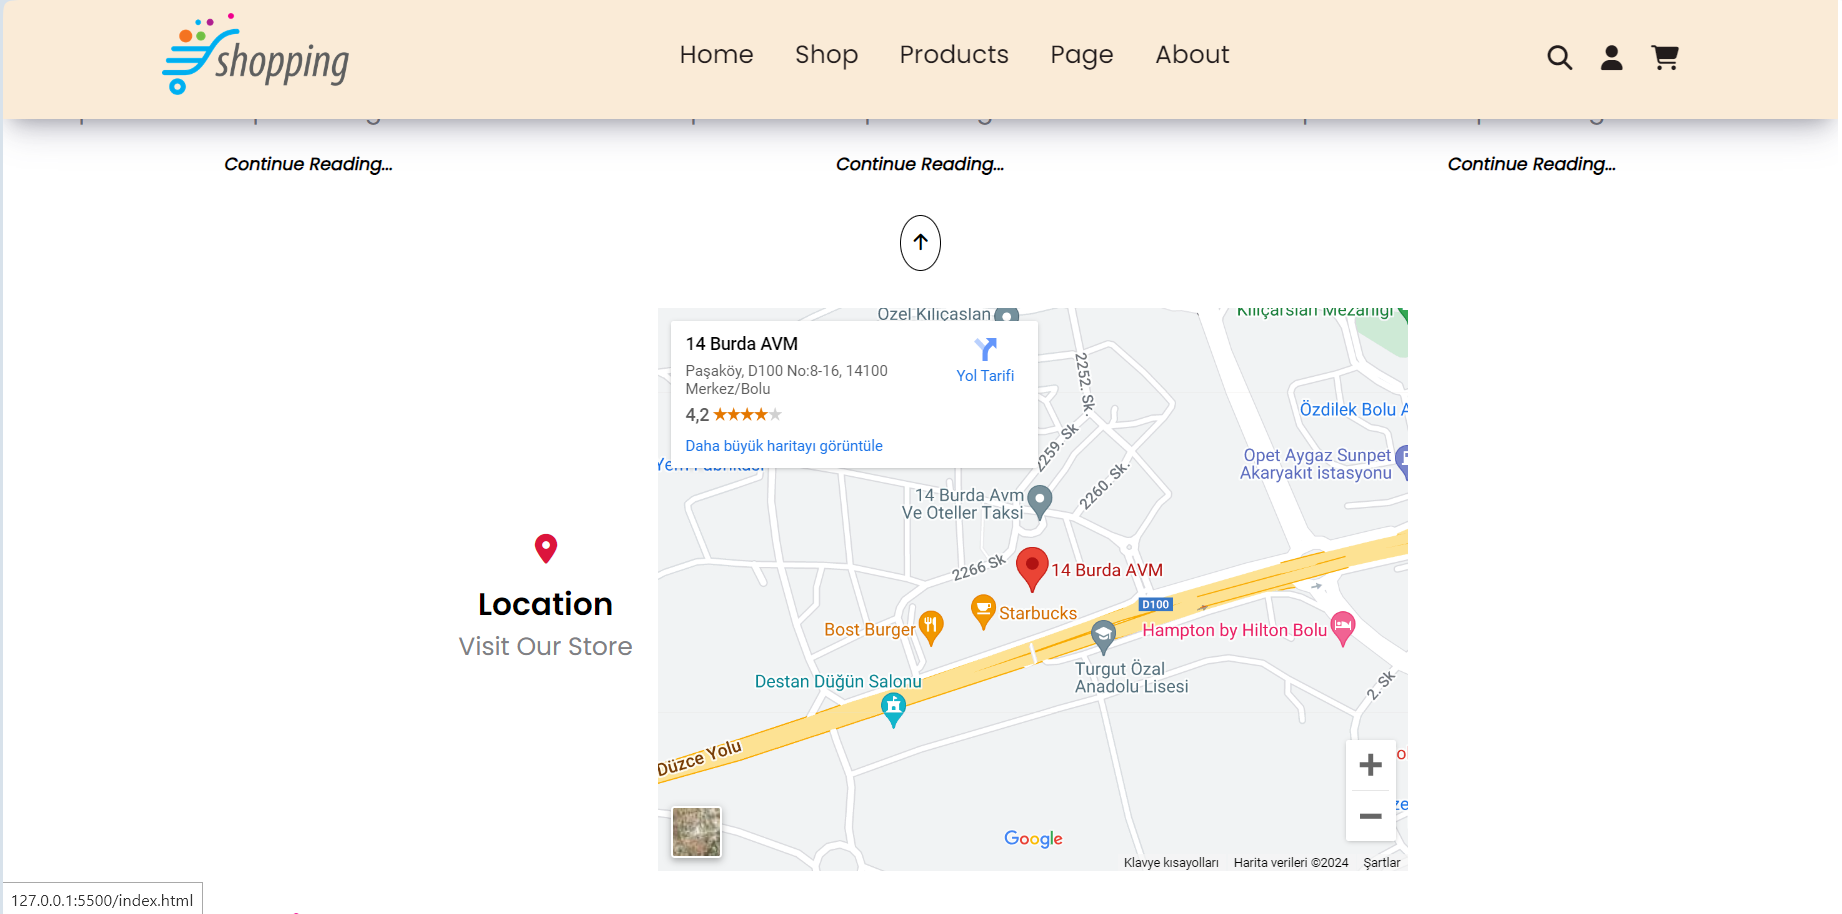 shopping
Home Shop Products Page About
Continue Reading... Continue Reading... Continue Reading...
Özel Kılıçaslan
Kılıçarslan Mezarlığı
14 Burda AVM
Yol Tarifi
Paşaköy, D100 No:8-16, 14100
Merkez/Bolu
4,2
Daha büyük haritayı görüntüle
Yem Fabrikası
2252. Sk.
2259. Sk
2260. Sk.
Özdilek Bolu A
Opet Aygaz Sunpet
Akaryakıt istasyonu
14 Burda Avm
Ve Oteller Taksi
2266 Sk
14 Burda AVM
D100
Starbucks
Bost Burger
Hampton by Hilton Bolu
Location
Visit Our Store
Turgut Özal
Anadolu Lisesi
Destan Düğün Salonu
2. Sk
Düzce Yolu
Google
Klavye kısayolları Harita verileri ©2024 Şartlar
127.0.0.1:5500/index.html